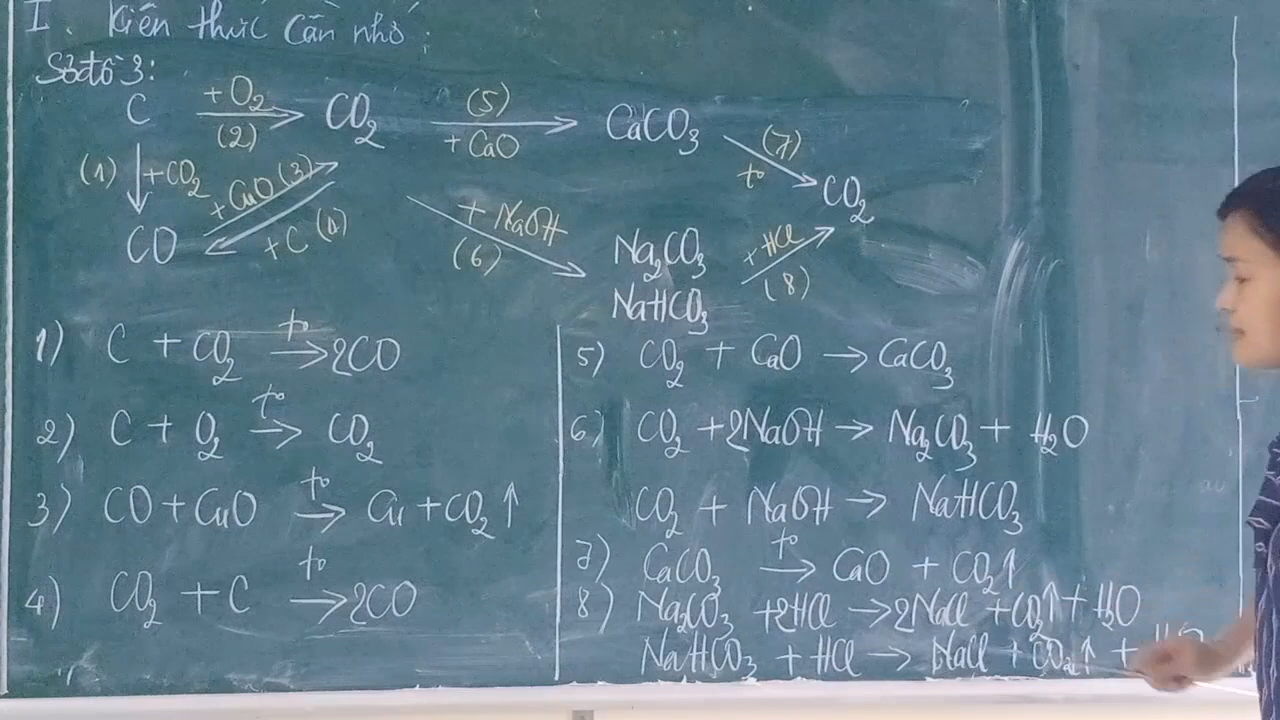 I. Kiến thức cần nhớ:
Sơ đồ 3:
C +O₂ (2) → CO₂ (5) +CaO → CaCO₃ (7) t° → CO₂
(1) ↓ +CO₂
+CuO (3)
+C (4)
CO
+ NaOH (6)
Na₂CO₃
NaHCO₃
+HCl (8)
1) C + CO₂ t° → 2CO
2) C + O₂ t° → CO₂
3) CO + CuO t° → Cu + CO₂ ↑
4) CO₂ + C t° → 2CO
5) CO₂ + CaO → CaCO₃
6) CO₂ + 2NaOH → Na₂CO₃ + H₂O
CO₂ + NaOH → NaHCO₃
7) CaCO₃ t° → CaO + CO₂ ↑
8) Na₂CO₃ + 2HCl → 2NaCl + CO₂ ↑ + H₂O
NaHCO₃ + HCl → NaCl + CO₂ ↑ +